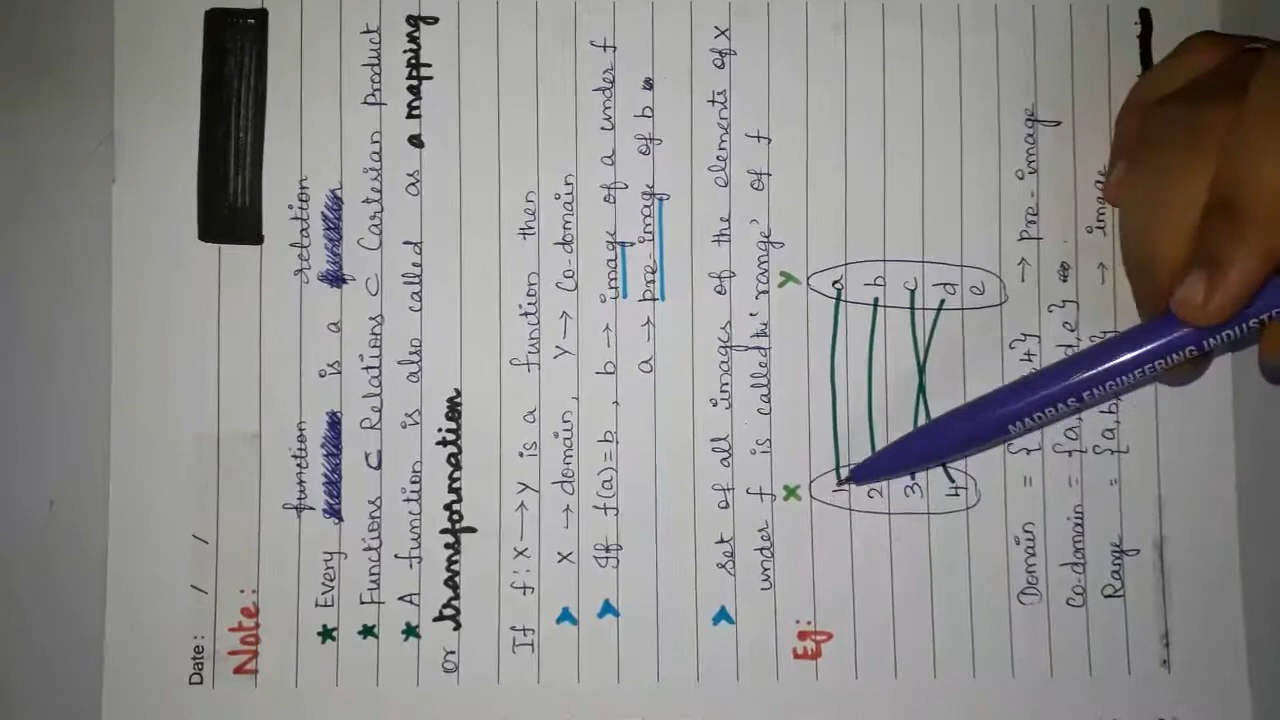 Date: / /
Note:
function relation
★ Every is a
★ Functions ⊂ Relations ⊂ Cartesian Product
★ A function is also called as a mapping
or transformation
If f: X → Y is a function then
X → domain, Y → Co-domain
If f(a) = b, b → image of a under f
a → pre-image of b
set of all images of the elements of X
under f is called the 'range' of f
Eg:
X Y
1 a
2 b
3 c
4 d
e
Domain = { ,4} → pre-image
Co-domain = {a, d,e}
Range = {a,b, } → image
MADRAS ENGINEERING INDUSTR